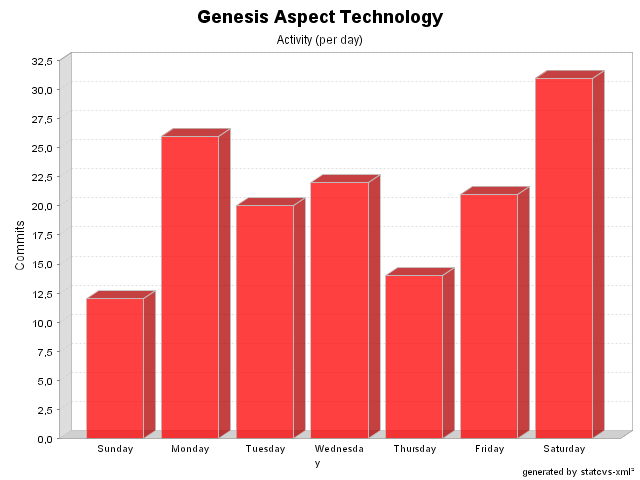 Genesis Aspect Technology
Activity (per day)
Commits
32,5
30,0
27,5
25,0
22,5
20,0
17,5
15,0
12,5
10,0
7,5
5,0
2,5
0,0
Sunday Monday Tuesday Wednesda Thursday Friday Saturday
y
generated by statcvs-xml²